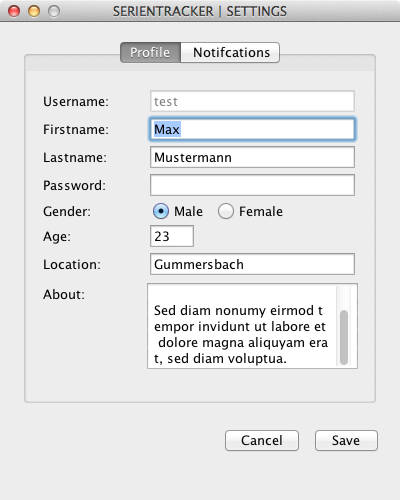 SERIENTRACKER | SETTINGS
Profile Notifcations
Username: test
Firstname: Max
Lastname: Mustermann
Password:
Gender: Male Female
Age: 23
Location: Gummersbach
About:
Sed diam nonumy eirmod t
empor invidunt ut labore et
dolore magna aliquyam era
t, sed diam voluptua.
Cancel Save